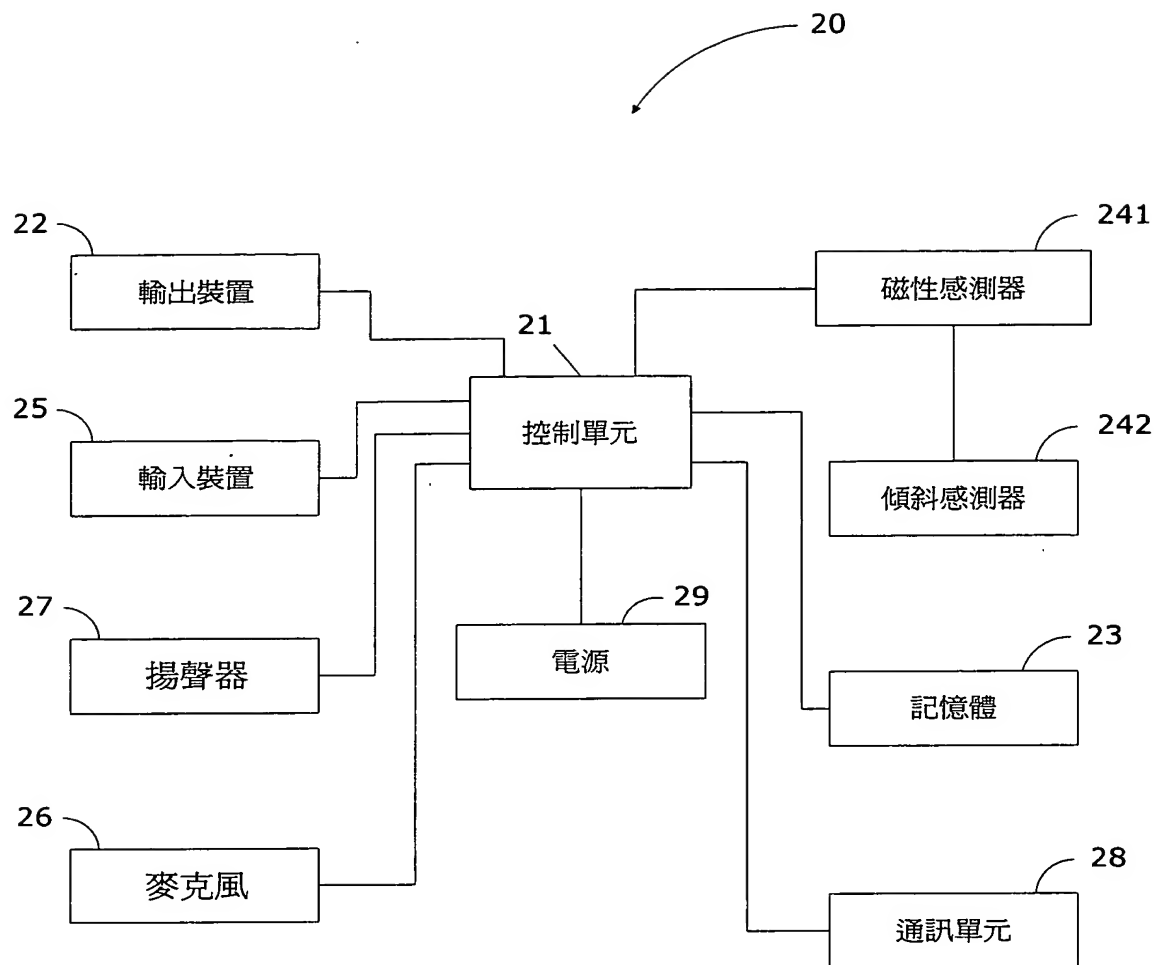 20
22
輸出裝置
241
磁性感測器
21
控制單元
25
輸入裝置
242
傾斜感測器
27
揚聲器
29
電源
23
記憶體
26
麥克風
28
通訊單元